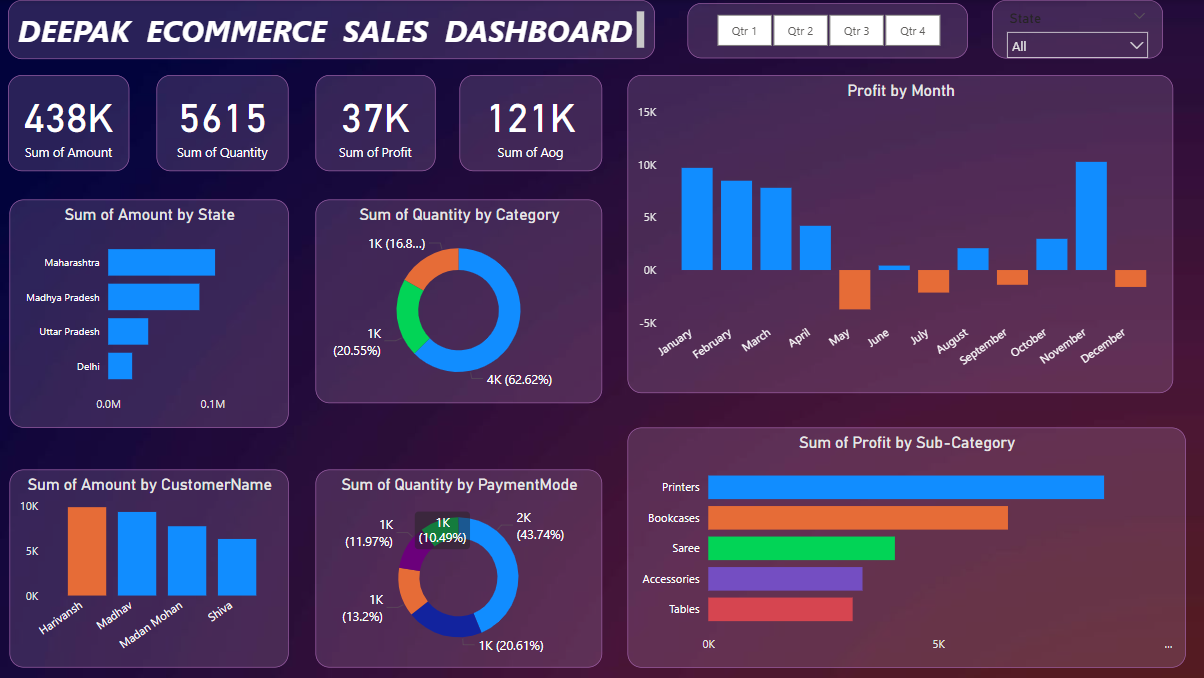 DEEPAK ECOMMERCE SALES DASHBOARD
Qtr 1
Qtr 2
Qtr 3
Qtr 4
State
All
438K
Sum of Amount
5615
Sum of Quantity
37K
Sum of Profit
121K
Sum of Aog
Profit by Month
15K
10K
5K
0K
-5K
January
February
March
April
May
June
July
August
September
October
November
December
Sum of Amount by State
Maharashtra
Madhya Pradesh
Uttar Pradesh
Delhi
0.0M
0.1M
Sum of Quantity by Category
1K (16.8...)
1K
(20.55%)
4K (62.62%)
Sum of Amount by CustomerName
10K
5K
0K
Harivansh
Madhav
Madan Mohan
Shiva
Sum of Quantity by PaymentMode
1K
(10.49%)
2K
(43.74%)
1K
(11.97%)
1K
(13.2%)
1K (20.61%)
Sum of Profit by Sub-Category
Printers
Bookcases
Saree
Accessories
Tables
0K
5K
...